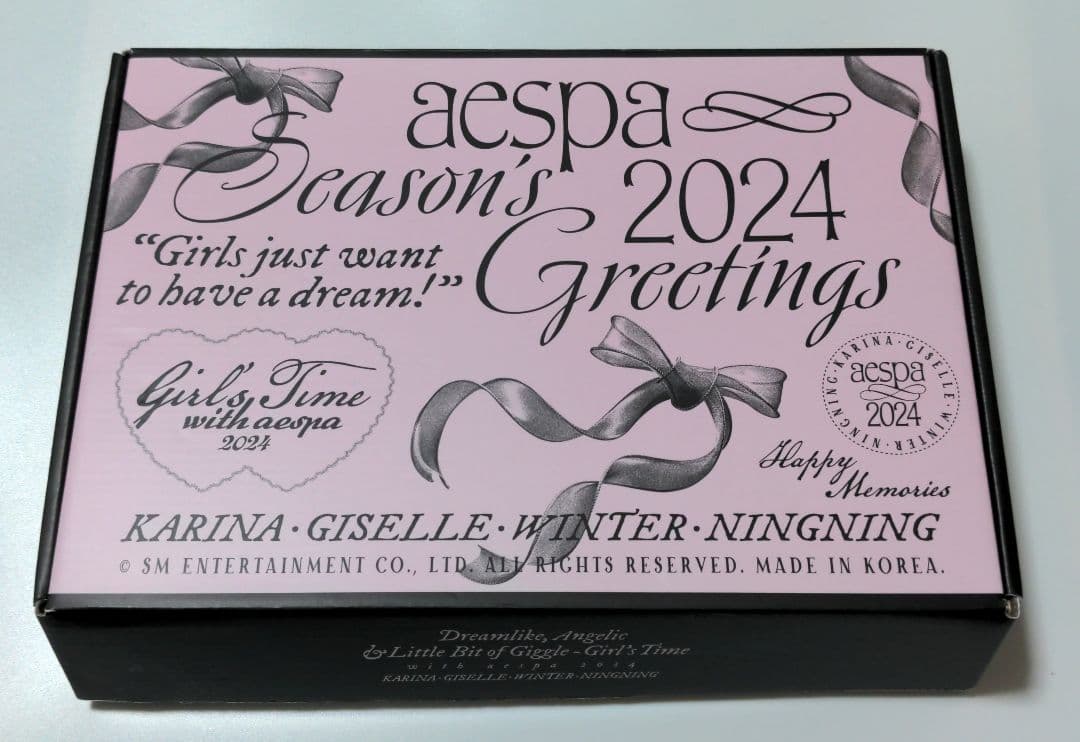 aespa
Season's 2024
Greetings
“Girls just want
to have a dream!”
Girl's Time
with aespa
2024
KARINA · GISELLE · WINTER · NINGNING ·
aespa
2024
Happy
Memories
KARINA · GISELLE · WINTER · NINGNING
© SM ENTERTAINMENT CO., LTD. ALL RIGHTS RESERVED. MADE IN KOREA.
Dreamlike, Angelic
& Little Bit of Giggle - Girl's Time
with aespa 2024
KARINA · GISELLE · WINTER · NINGNING